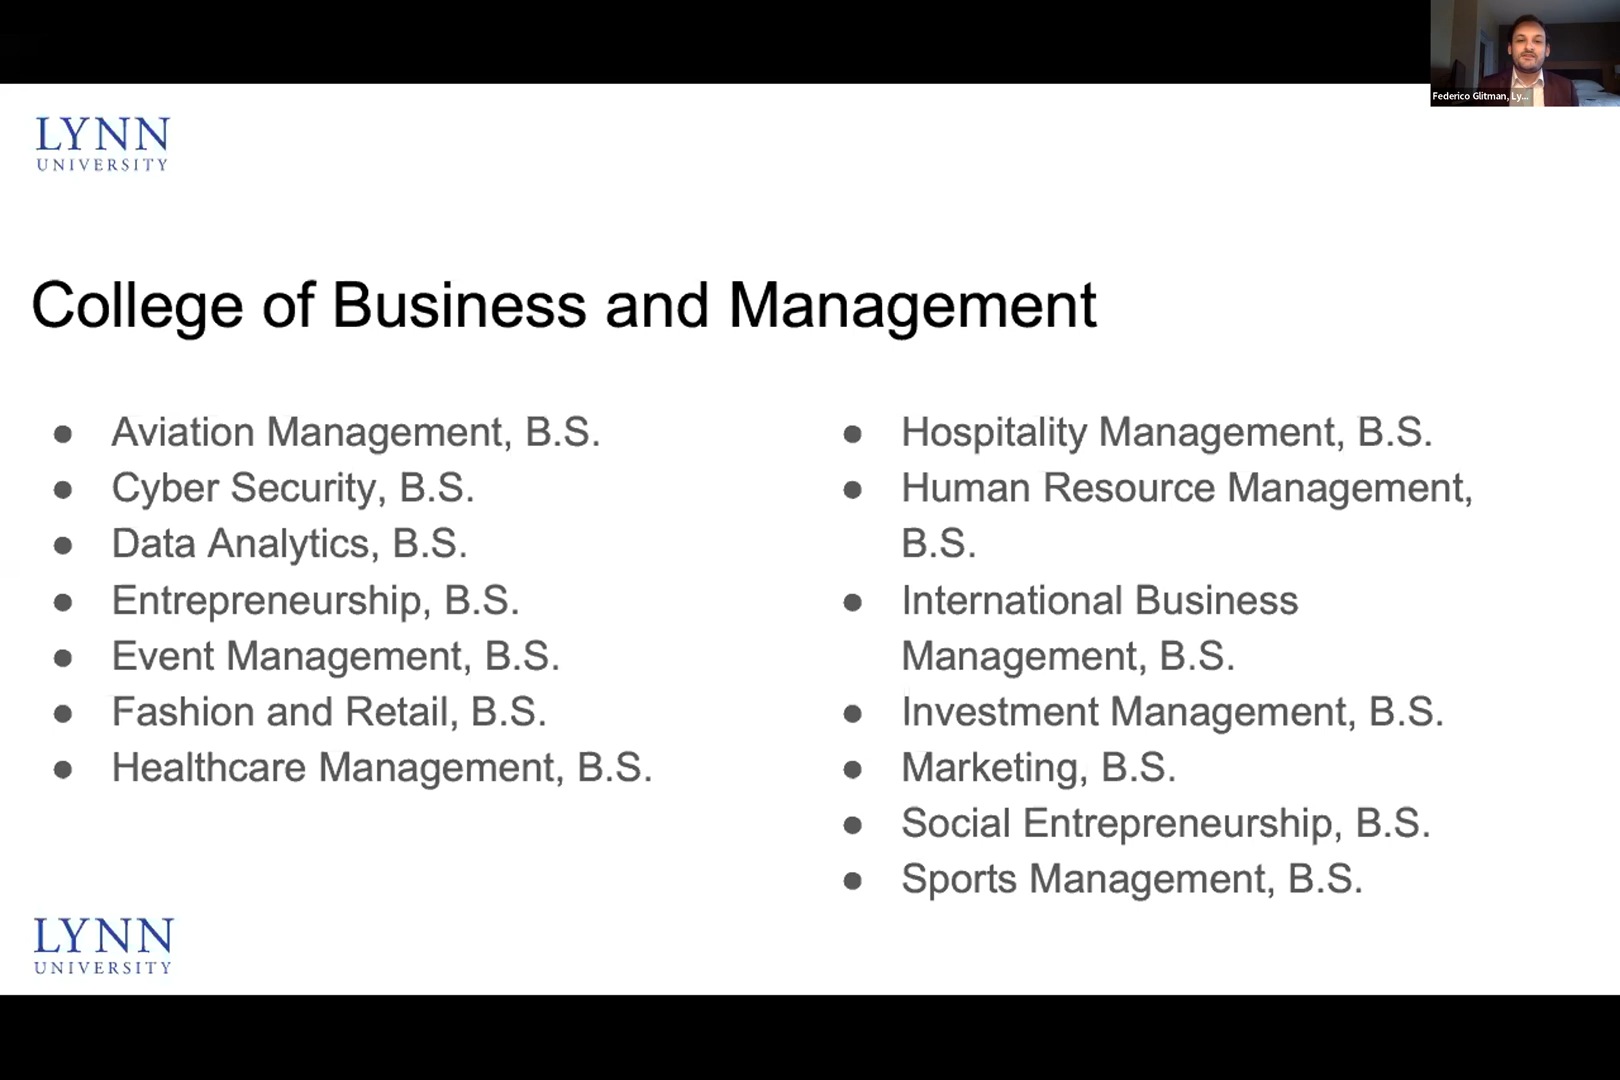 Federico Glitman, Ly...
LYNN
UNIVERSITY
College of Business and Management
● Aviation Management, B.S.
● Cyber Security, B.S.
● Data Analytics, B.S.
● Entrepreneurship, B.S.
● Event Management, B.S.
● Fashion and Retail, B.S.
● Healthcare Management, B.S.
● Hospitality Management, B.S.
● Human Resource Management,
B.S.
● International Business
Management, B.S.
● Investment Management, B.S.
● Marketing, B.S.
● Social Entrepreneurship, B.S.
● Sports Management, B.S.
LYNN
UNIVERSITY